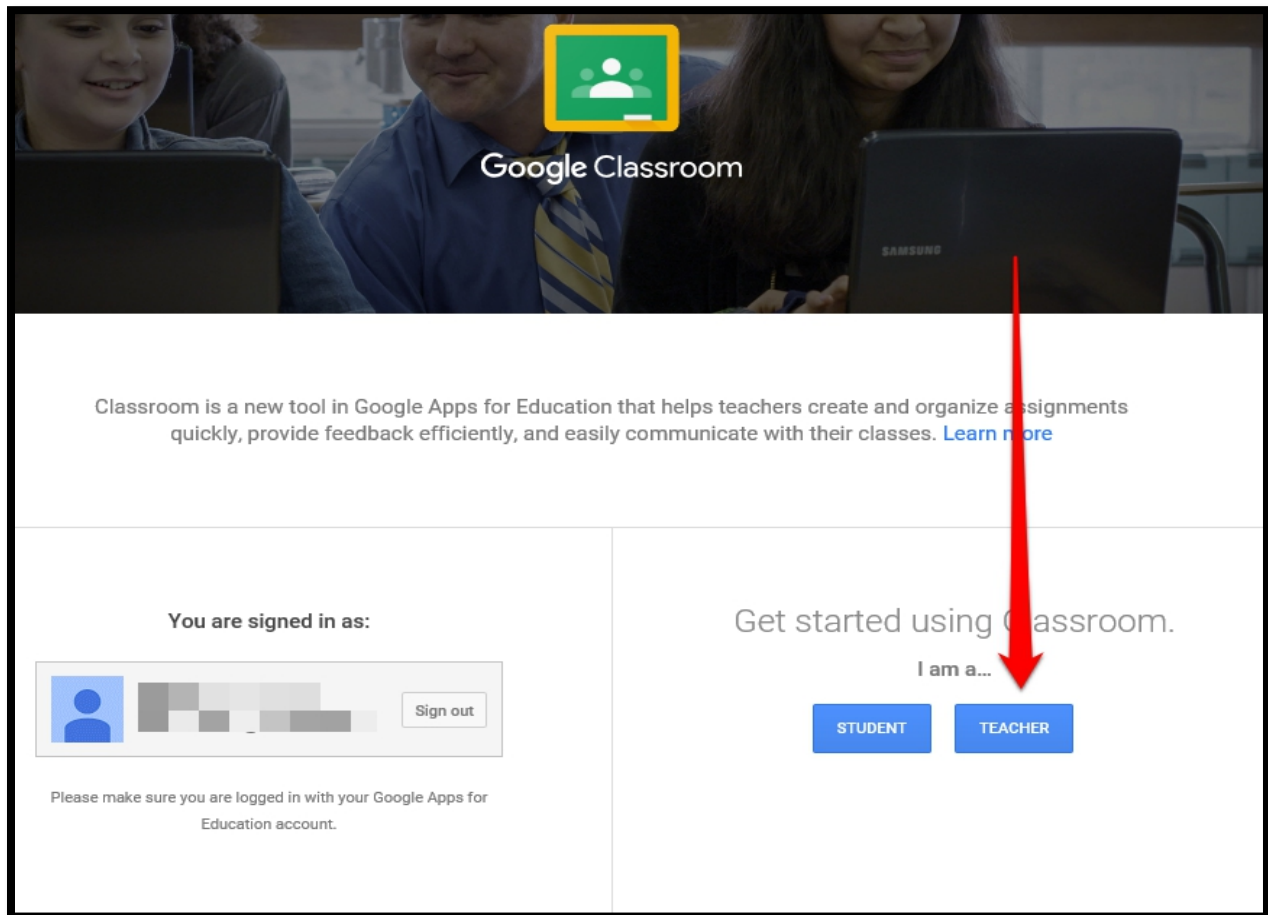 Google Classroom
SAMSUNG
Classroom is a new tool in Google Apps for Education that helps teachers create and organize assignments
quickly, provide feedback efficiently, and easily communicate with their classes. Learn more
You are signed in as:
Sign out
Please make sure you are logged in with your Google Apps for
Education account.
Get started using Classroom.
I am a...
STUDENT
TEACHER